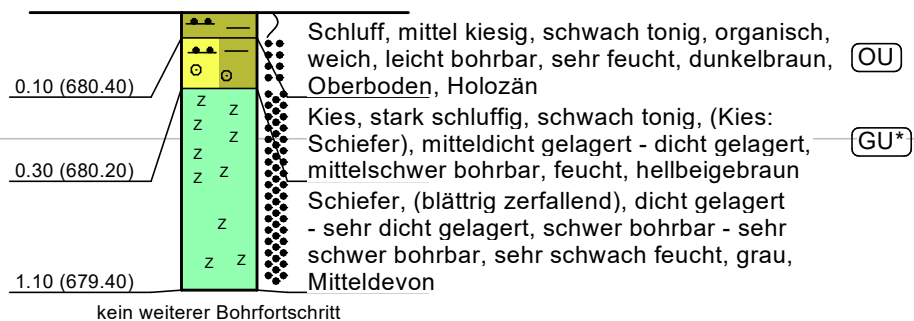 Schluff, mittel kiesig, schwach tonig, organisch,
weich, leicht bohrbar, sehr feucht, dunkelbraun,
Oberboden, Holozän
OU
0.10 (680.40)
Kies, stark schluffig, schwach tonig, (Kies:
Schiefer), mitteldicht gelagert - dicht gelagert,
mittelschwer bohrbar, feucht, hellbeigebraun
GU*
0.30 (680.20)
Schiefer, (blättrig zerfallend), dicht gelagert
- sehr dicht gelagert, schwer bohrbar - sehr
schwer bohrbar, sehr schwach feucht, grau,
Mitteldevon
1.10 (679.40)
z z
z z
z
z z
z
z z
kein weiterer Bohrfortschritt